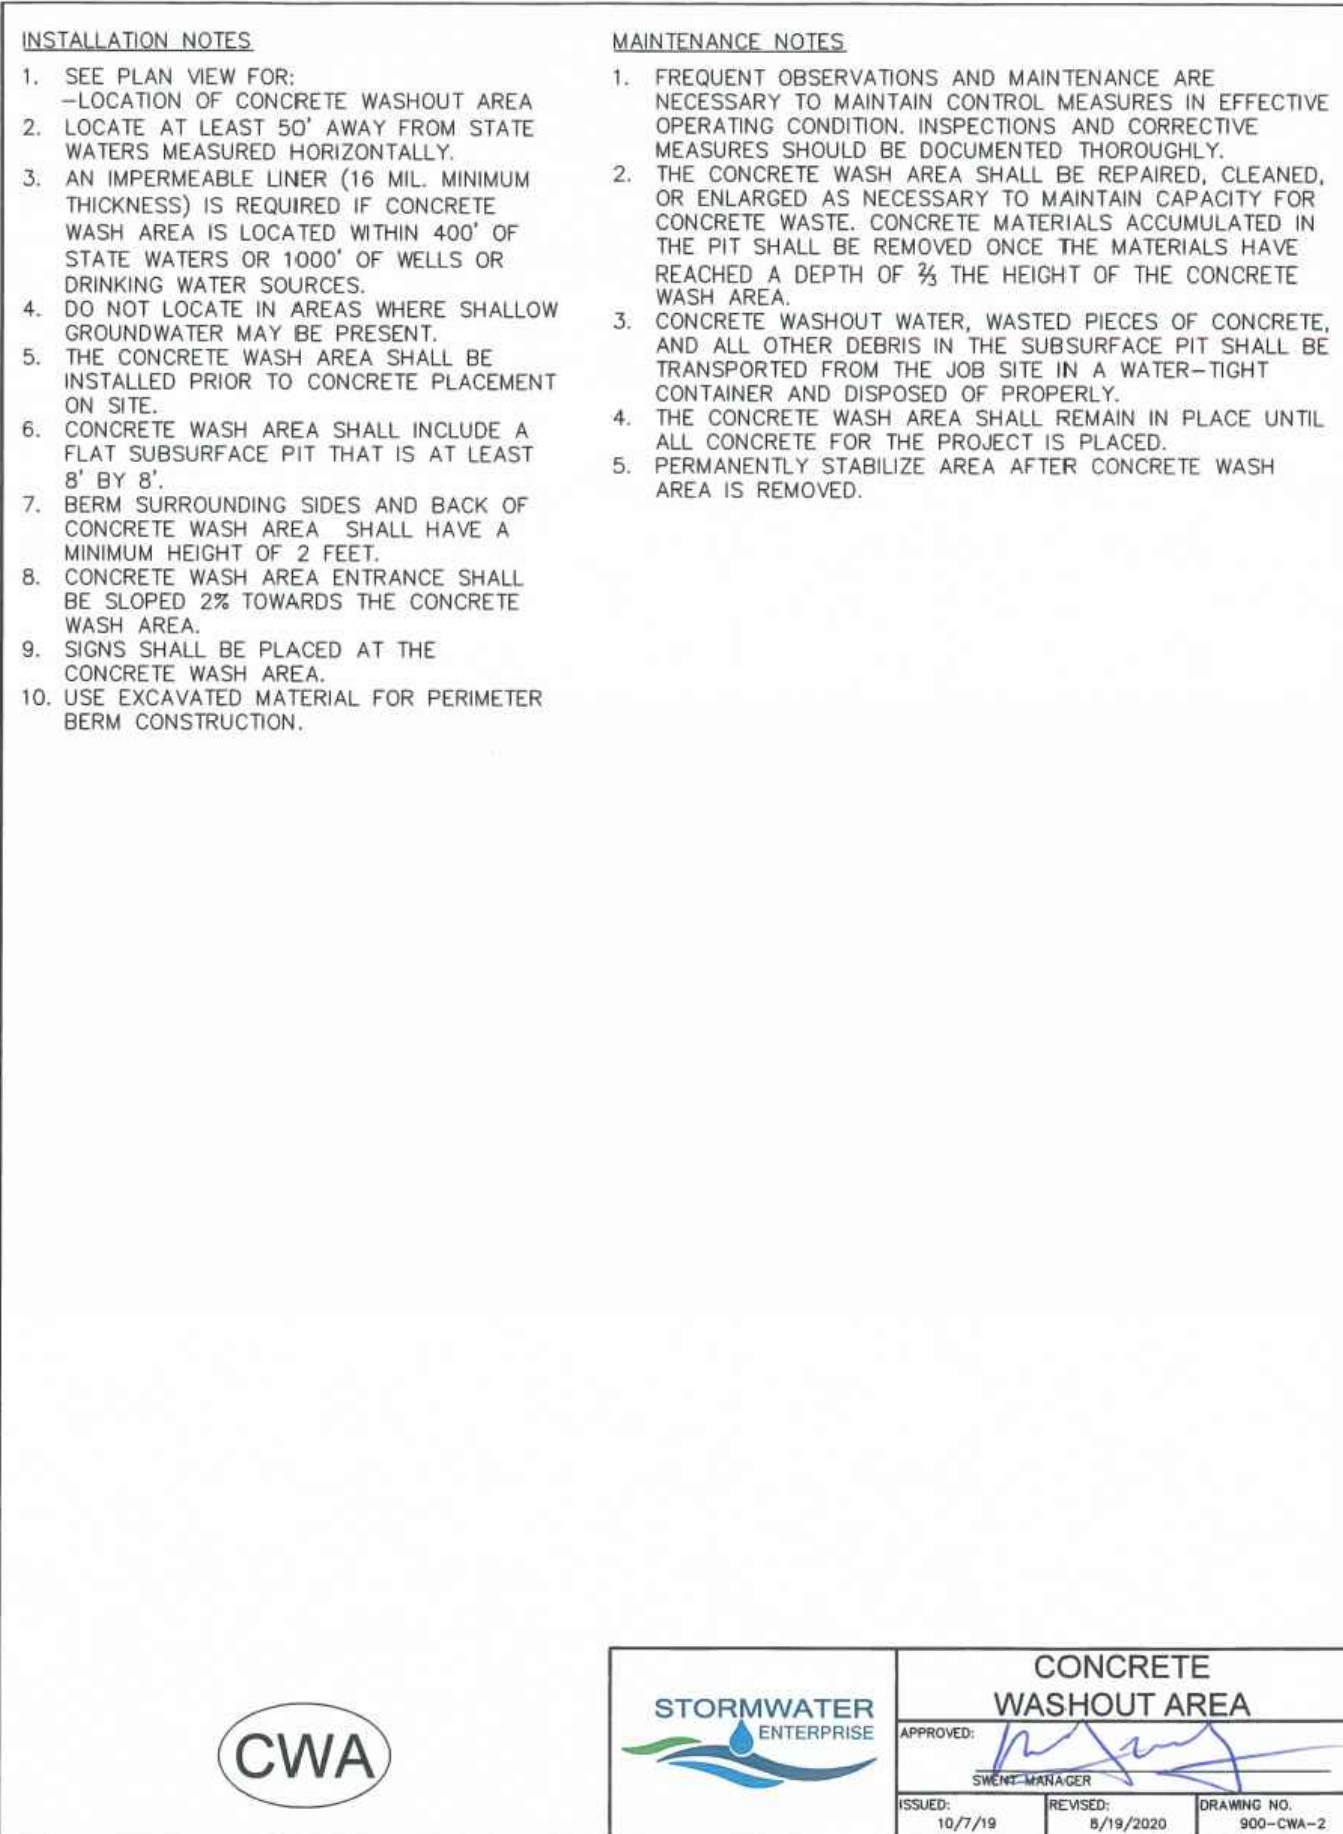 INSTALLATION NOTES
1. SEE PLAN VIEW FOR:
-LOCATION OF CONCRETE WASHOUT AREA
2. LOCATE AT LEAST 50' AWAY FROM STATE
WATERS MEASURED HORIZONTALLY.
3. AN IMPERMEABLE LINER (16 MIL. MINIMUM
THICKNESS) IS REQUIRED IF CONCRETE
WASH AREA IS LOCATED WITHIN 400' OF
STATE WATERS OR 1000' OF WELLS OR
DRINKING WATER SOURCES.
4. DO NOT LOCATE IN AREAS WHERE SHALLOW
GROUNDWATER MAY BE PRESENT.
5. THE CONCRETE WASH AREA SHALL BE
INSTALLED PRIOR TO CONCRETE PLACEMENT
ON SITE.
6. CONCRETE WASH AREA SHALL INCLUDE A
FLAT SUBSURFACE PIT THAT IS AT LEAST
8' BY 8'.
7. BERM SURROUNDING SIDES AND BACK OF
CONCRETE WASH AREA SHALL HAVE A
MINIMUM HEIGHT OF 2 FEET.
8. CONCRETE WASH AREA ENTRANCE SHALL
BE SLOPED 2% TOWARDS THE CONCRETE
WASH AREA.
9. SIGNS SHALL BE PLACED AT THE
CONCRETE WASH AREA.
10. USE EXCAVATED MATERIAL FOR PERIMETER
BERM CONSTRUCTION.
MAINTENANCE NOTES
1. FREQUENT OBSERVATIONS AND MAINTENANCE ARE
NECESSARY TO MAINTAIN CONTROL MEASURES IN EFFECTIVE
OPERATING CONDITION. INSPECTIONS AND CORRECTIVE
MEASURES SHOULD BE DOCUMENTED THOROUGHLY.
2. THE CONCRETE WASH AREA SHALL BE REPAIRED, CLEANED,
OR ENLARGED AS NECESSARY TO MAINTAIN CAPACITY FOR
CONCRETE WASTE. CONCRETE MATERIALS ACCUMULATED IN
THE PIT SHALL BE REMOVED ONCE THE MATERIALS HAVE
REACHED A DEPTH OF ⅔ THE HEIGHT OF THE CONCRETE
WASH AREA.
3. CONCRETE WASHOUT WATER, WASTED PIECES OF CONCRETE,
AND ALL OTHER DEBRIS IN THE SUBSURFACE PIT SHALL BE
TRANSPORTED FROM THE JOB SITE IN A WATER-TIGHT
CONTAINER AND DISPOSED OF PROPERLY.
4. THE CONCRETE WASH AREA SHALL REMAIN IN PLACE UNTIL
ALL CONCRETE FOR THE PROJECT IS PLACED.
5. PERMANENTLY STABILIZE AREA AFTER CONCRETE WASH
AREA IS REMOVED.
CWA
STORMWATER
ENTERPRISE
CONCRETE
WASHOUT AREA
APPROVED:
SWENT MANAGER
ISSUED: REVISED: DRAWING NO.
10/7/19 8/19/2020 900-CWA-2